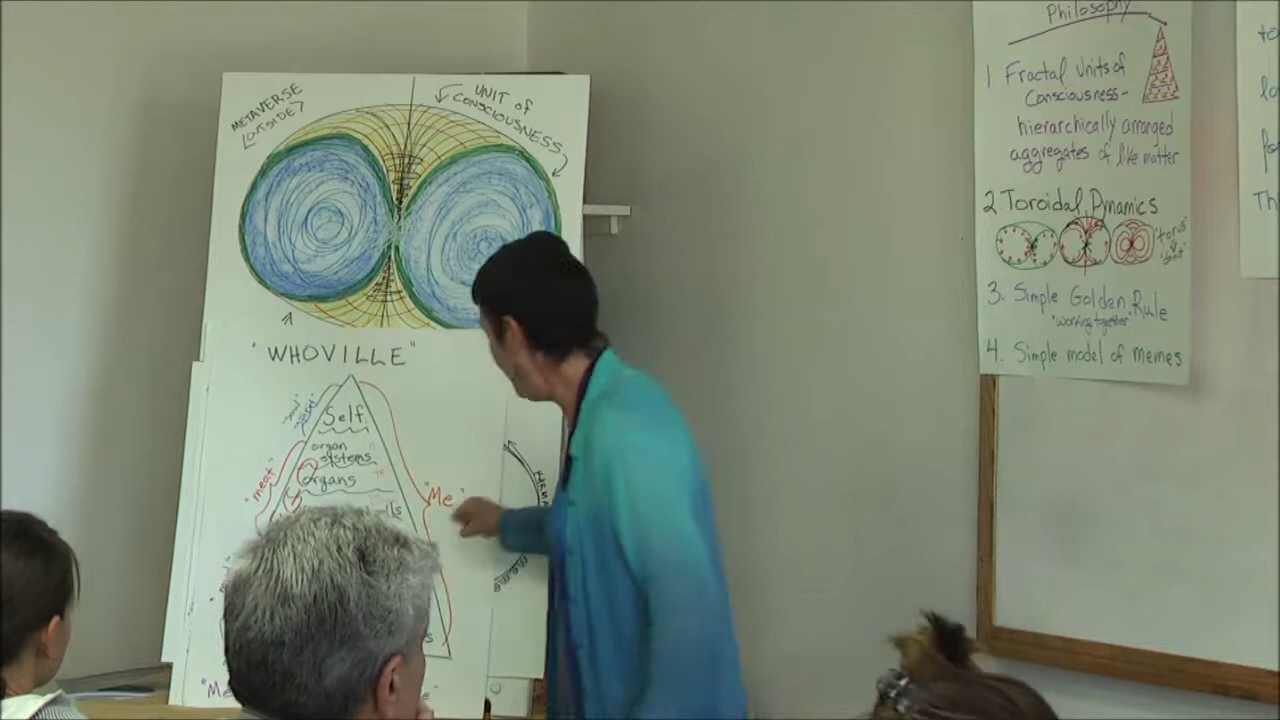 METAVERSE
(OUTSIDE?)
UNIT of
CONSCIOUSNESS
"WHOVILLE"
Self
organ
systems
organs
"meat"
"Me"
Philosophy
1 Fractal Units of
Consciousness-
hierarchically arranged
aggregates of like matter
2 Toroidal Dynamics
"torus"
"donut"
3. Simple Golden Rule
"working together"
4. Simple model of memes